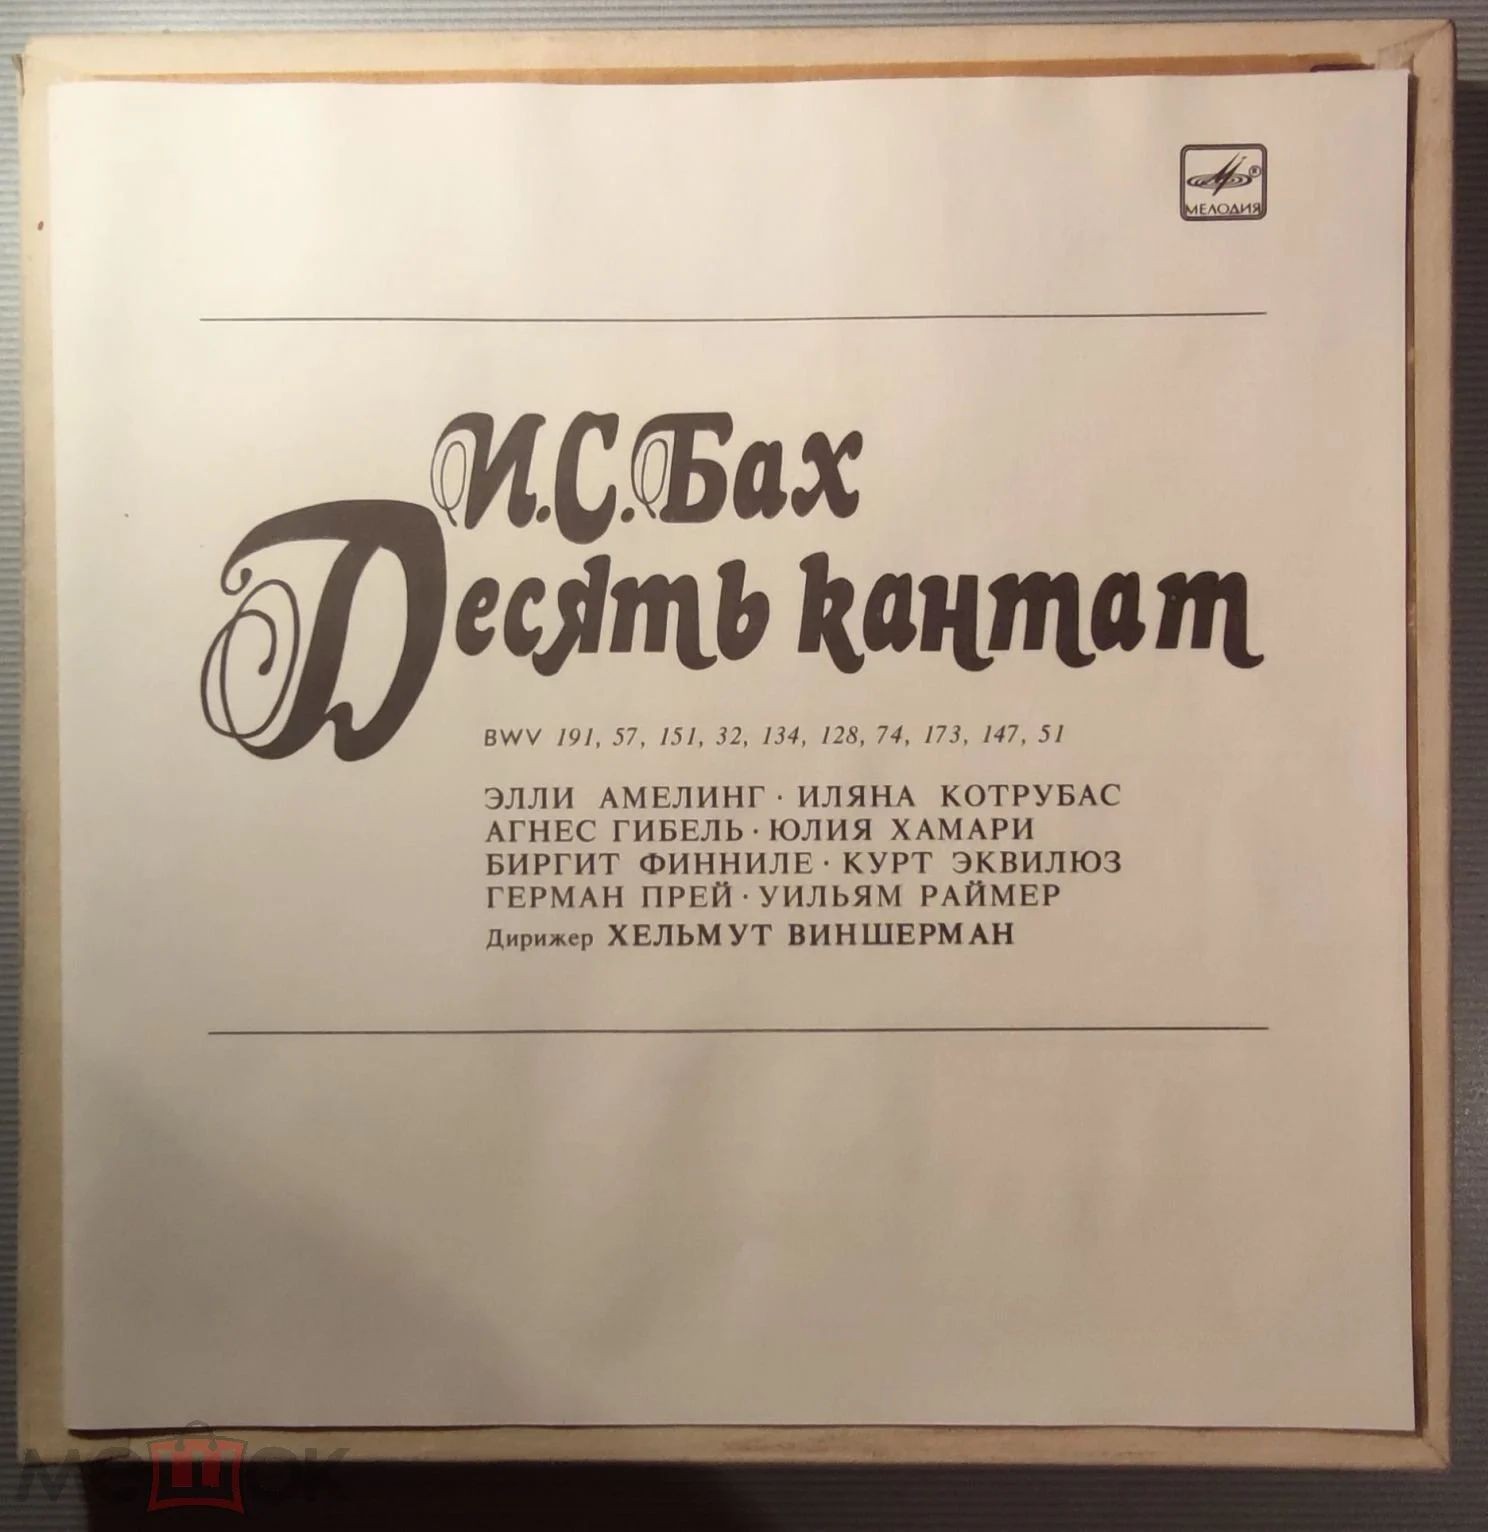 МЕЛОДИЯ
И.С.Бах
Десять кантат
BWV 191, 57, 151, 32, 134, 128, 74, 173, 147, 51
ЭЛЛИ АМЕЛИНГ · ИЛЯНА КОТРУБАС
АГНЕС ГИБЕЛЬ · ЮЛИЯ ХАМАРИ
БИРГИТ ФИННИЛЕ · КУРТ ЭКВИЛЮЗ
ГЕРМАН ПРЕЙ · УИЛЬЯМ РАЙМЕР
Дирижер ХЕЛЬМУТ ВИНШЕРМАН
мешок